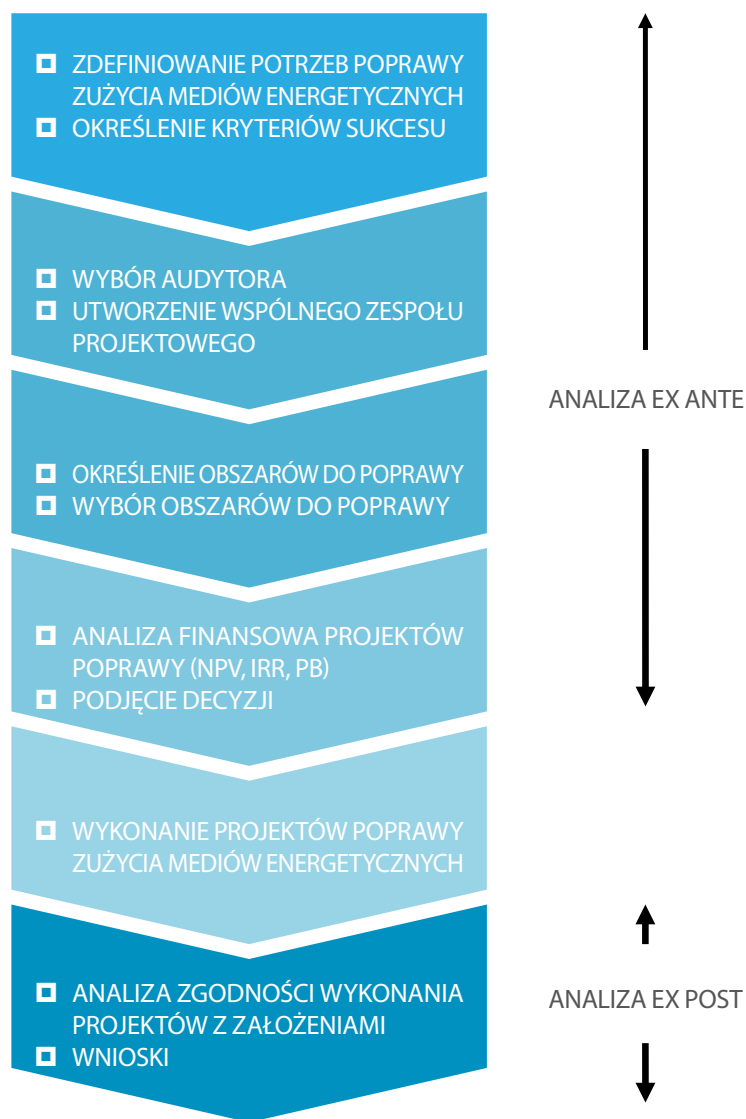 ZDEFINIOWANIE POTRZEB POPRAWY
ZUŻYCIA MEDIÓW ENERGETYCZNYCH
OKREŚLENIE KRYTERIÓW SUKCESU
WYBÓR AUDYTORA
UTWORZENIE WSPÓLNEGO ZESPOŁU
PROJEKTOWEGO
ANALIZA EX ANTE
OKREŚLENIE OBSZARÓW DO POPRAWY
WYBÓR OBSZARÓW DO POPRAWY
ANALIZA FINANSOWA PROJEKTÓW
POPRAWY (NPV, IRR, PB)
PODJĘCIE DECYZJI
WYKONANIE PROJEKTÓW POPRAWY
ZUŻYCIA MEDIÓW ENERGETYCZNYCH
ANALIZA ZGODNOŚCI WYKONANIA
PROJEKTÓW Z ZAŁOŻENIAMI
WNIOSKI
ANALIZA EX POST